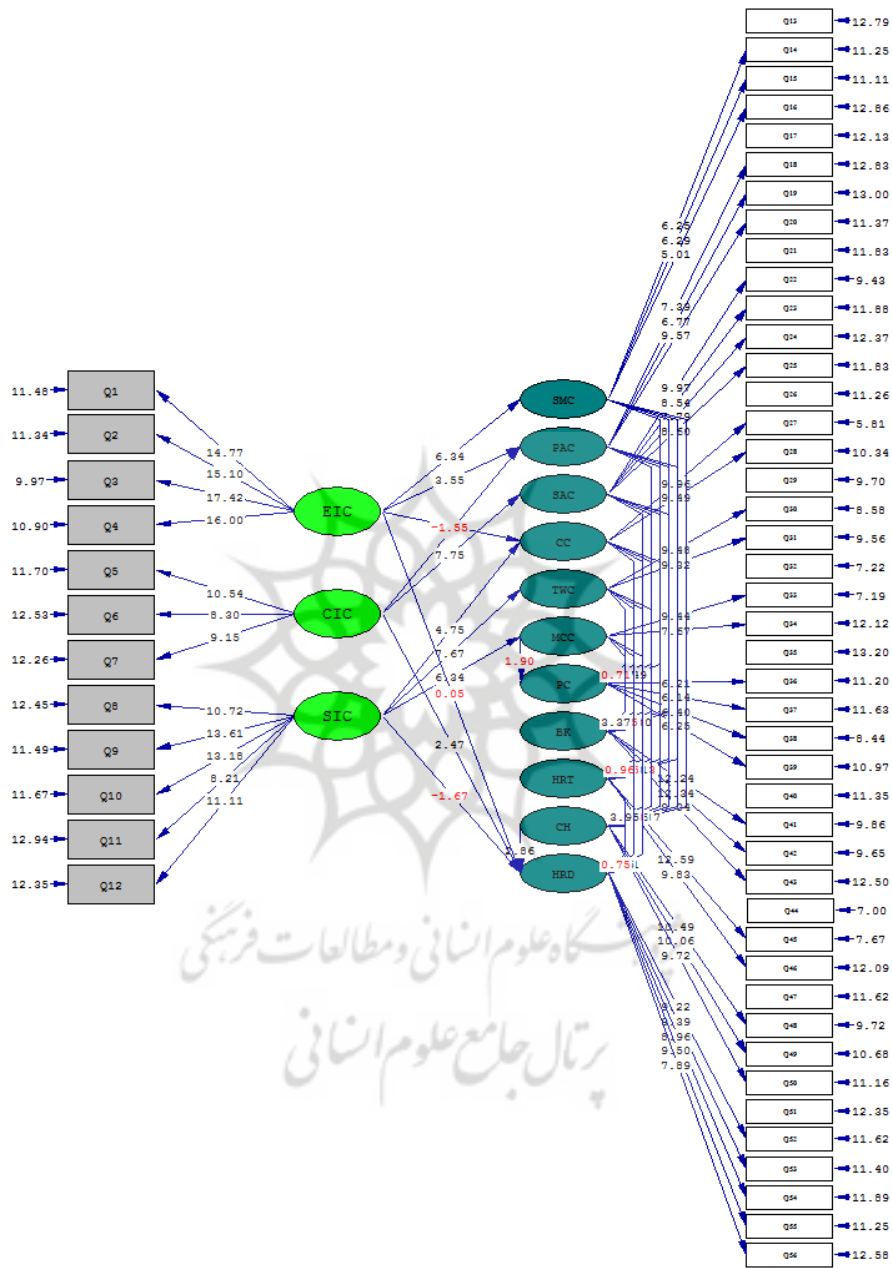 Q13 12.79
Q14 11.25
Q15 11.11
Q16 12.86
Q17 12.13
Q18 12.83
Q19 13.00
Q20 11.37
Q21 11.83
Q22 9.43
Q23 11.88
Q24 12.37
Q25 11.83
Q26 11.26
Q27 5.81
Q28 10.34
Q29 9.70
Q30 8.58
Q31 9.56
Q32 7.22
Q33 7.19
Q34 12.12
Q35 13.20
Q36 11.20
Q37 11.63
Q38 8.44
Q39 10.97
Q40 11.35
Q41 9.86
Q42 9.65
Q43 12.50
Q44 7.00
Q45 7.67
Q46 12.09
Q47 11.62
Q48 9.72
Q49 10.68
Q50 11.16
Q51 12.35
Q52 11.62
Q53 11.40
Q54 11.89
Q55 11.25
Q56 12.58
11.48 Q1
11.34 Q2
9.97 Q3
10.90 Q4
11.70 Q5
12.53 Q6
12.26 Q7
12.45 Q8
11.49 Q9
11.67 Q10
12.94 Q11
12.35 Q12
14.77
15.10
17.42
16.00
10.54
8.30
9.15
10.72
13.61
13.18
8.21
11.11
EIC
CIC
SIC
6.34
3.55
-1.55
7.75
4.75
7.67
6.34
0.05
2.47
-1.67
1.90
SMC
PAC
SAC
CC
TWC
MCC
PC
BK
HRT
CH
HRD
6.25
6.29
5.01
7.39
6.77
9.57
9.97
8.54
8.60
9.96
9.49
9.48
9.32
9.44
7.57
0.71
6.21
6.14
6.25
3.37
0.96
12.24
12.34
3.95
12.59
9.83
0.75
10.49
10.06
9.72
8.96
9.50
7.89
پرتال جامع علوم انسانی